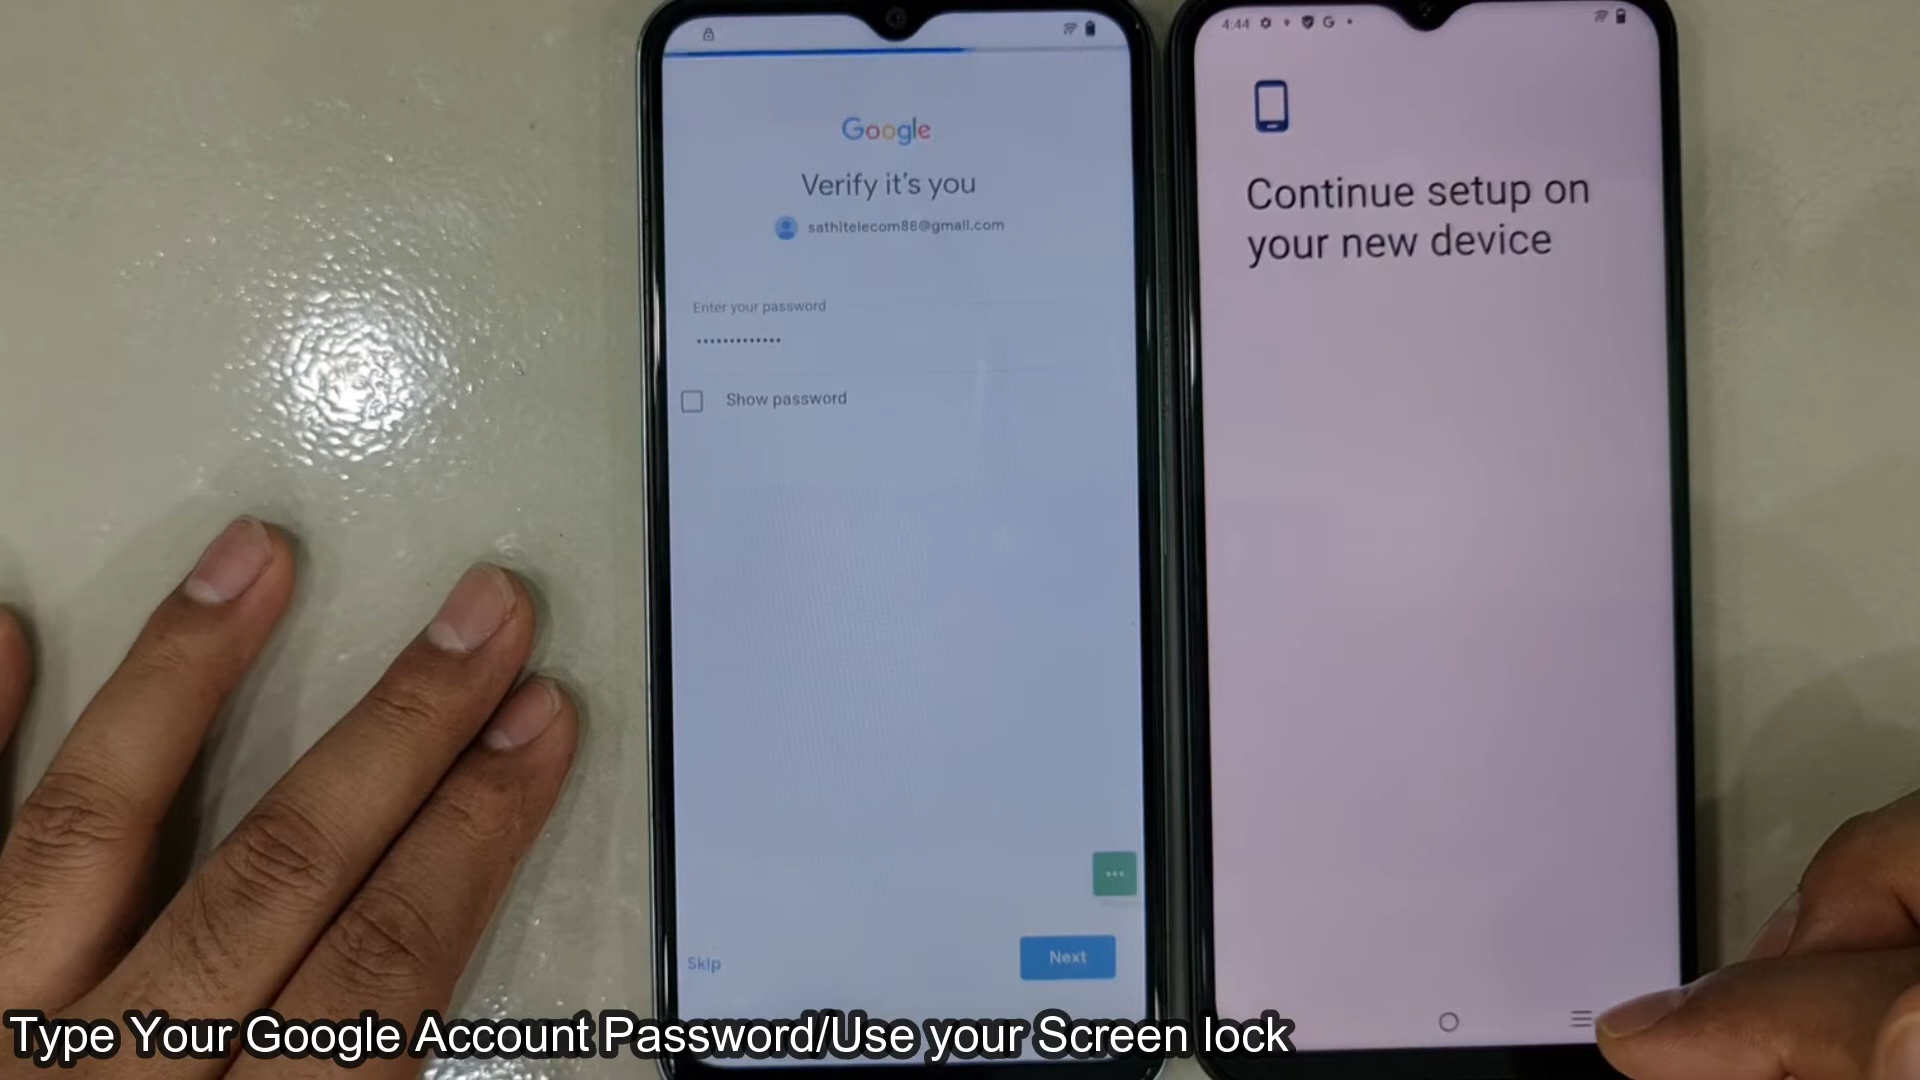 Google
Verify it's you
sathitelecom88@gmail.com
Enter your password
•••••••••••••
Show password
Skip
Next
4:44
G
Continue setup on
your new device
Type Your Google Account Password/Use your Screen lock